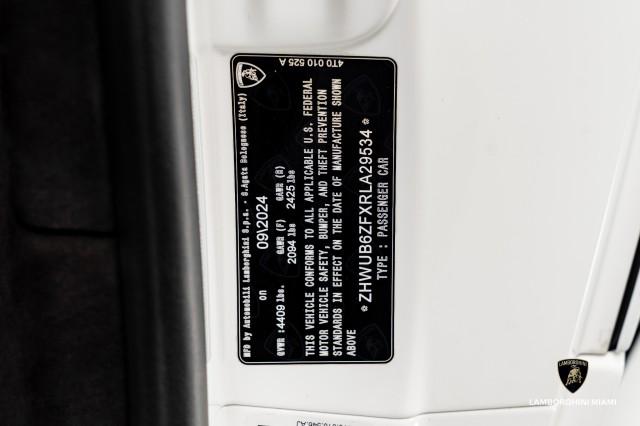 4T0 010 525 A
MFD by Automobili Lamborghini S.p.a. - S.Agata Bolognese (Italy)
on 09\2024
GVWR :4409 lbs. GAWR (F) GAWR (R)
2094 lbs 2425 lbs
THIS VEHICLE CONFORMS TO ALL APPLICABLE U.S. FEDERAL
MOTOR VEHICLE SAFETY, BUMPER, AND THEFT PREVENTION
STANDARDS IN EFFECT ON THE DATE OF MANUFACTURE SHOWN
ABOVE
*ZHWUB6ZFXRLA29534*
TYPE : PASSENGER CAR
LAMBORGHINI
LAMBORGHINI MIAMI